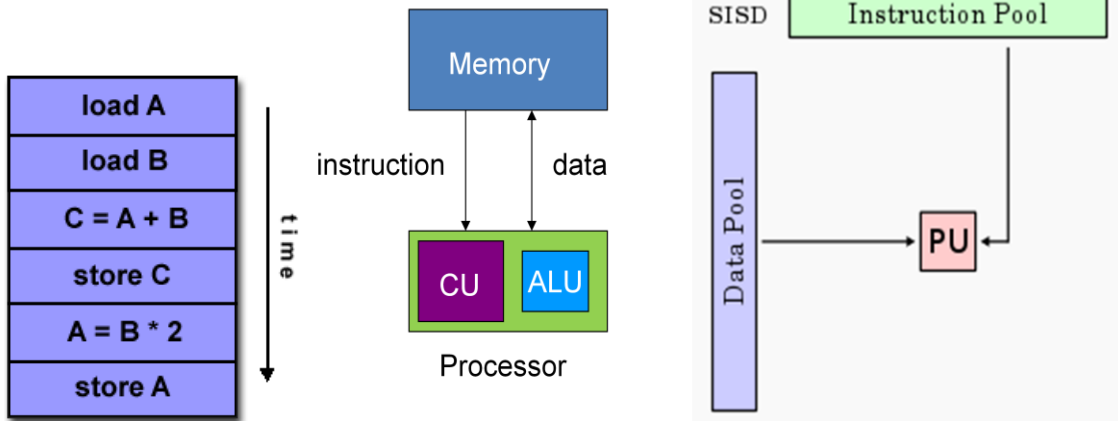 load A
load B
C = A + B
store C
A = B * 2
store A
time
Memory
instruction
data
CU
ALU
Processor
SISD
Instruction Pool
Data Pool
PU